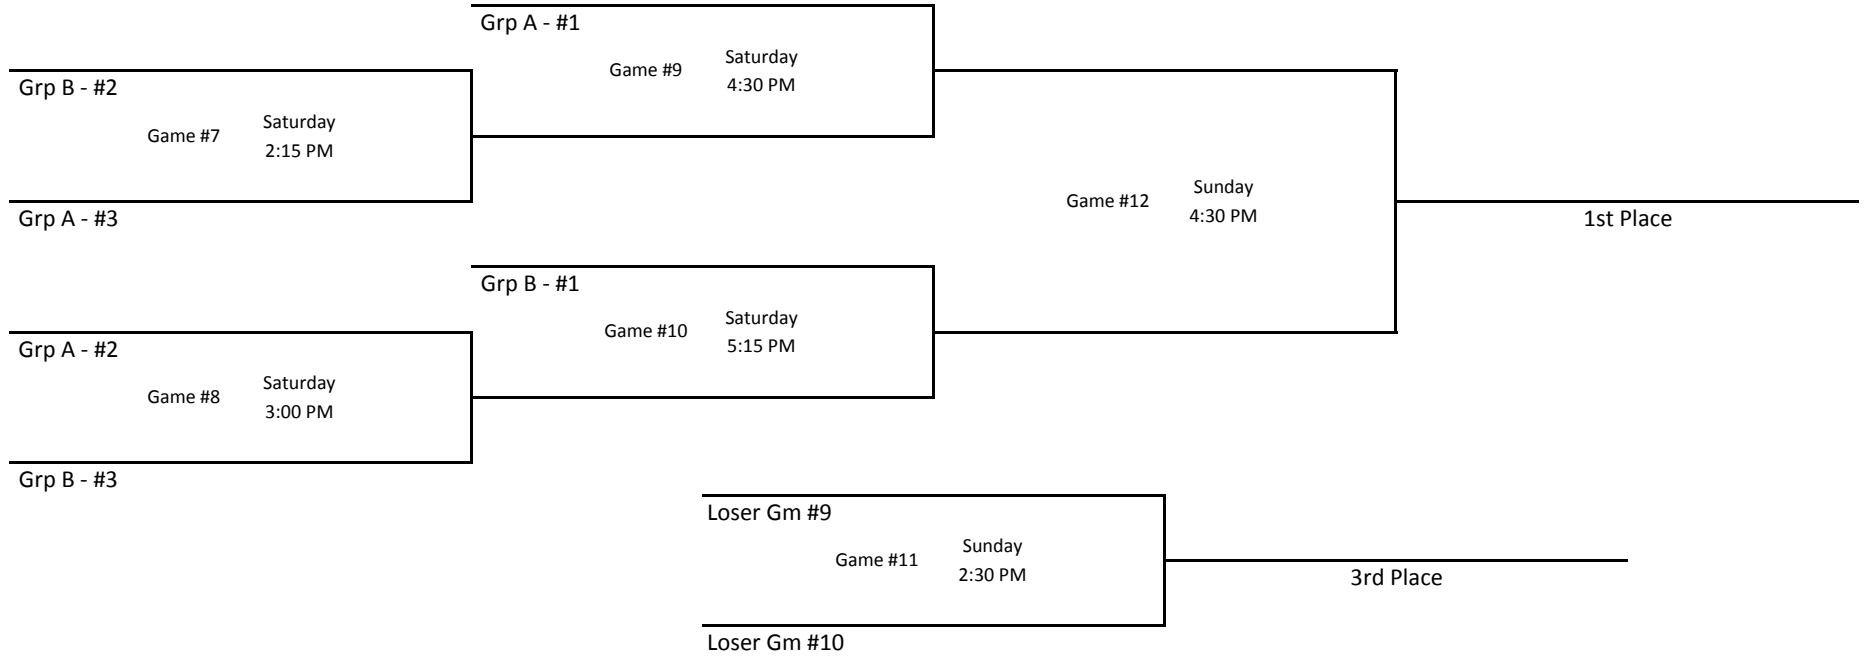 Grp A - #1
Game #9
Saturday
4:30 PM
Grp B - #2
Game #7
Saturday
2:15 PM
Grp A - #3
Game #12
Sunday
4:30 PM
1st Place
Grp B - #1
Game #10
Saturday
5:15 PM
Grp A - #2
Game #8
Saturday
3:00 PM
Grp B - #3
Loser Gm #9
Game #11
Sunday
2:30 PM
3rd Place
Loser Gm #10